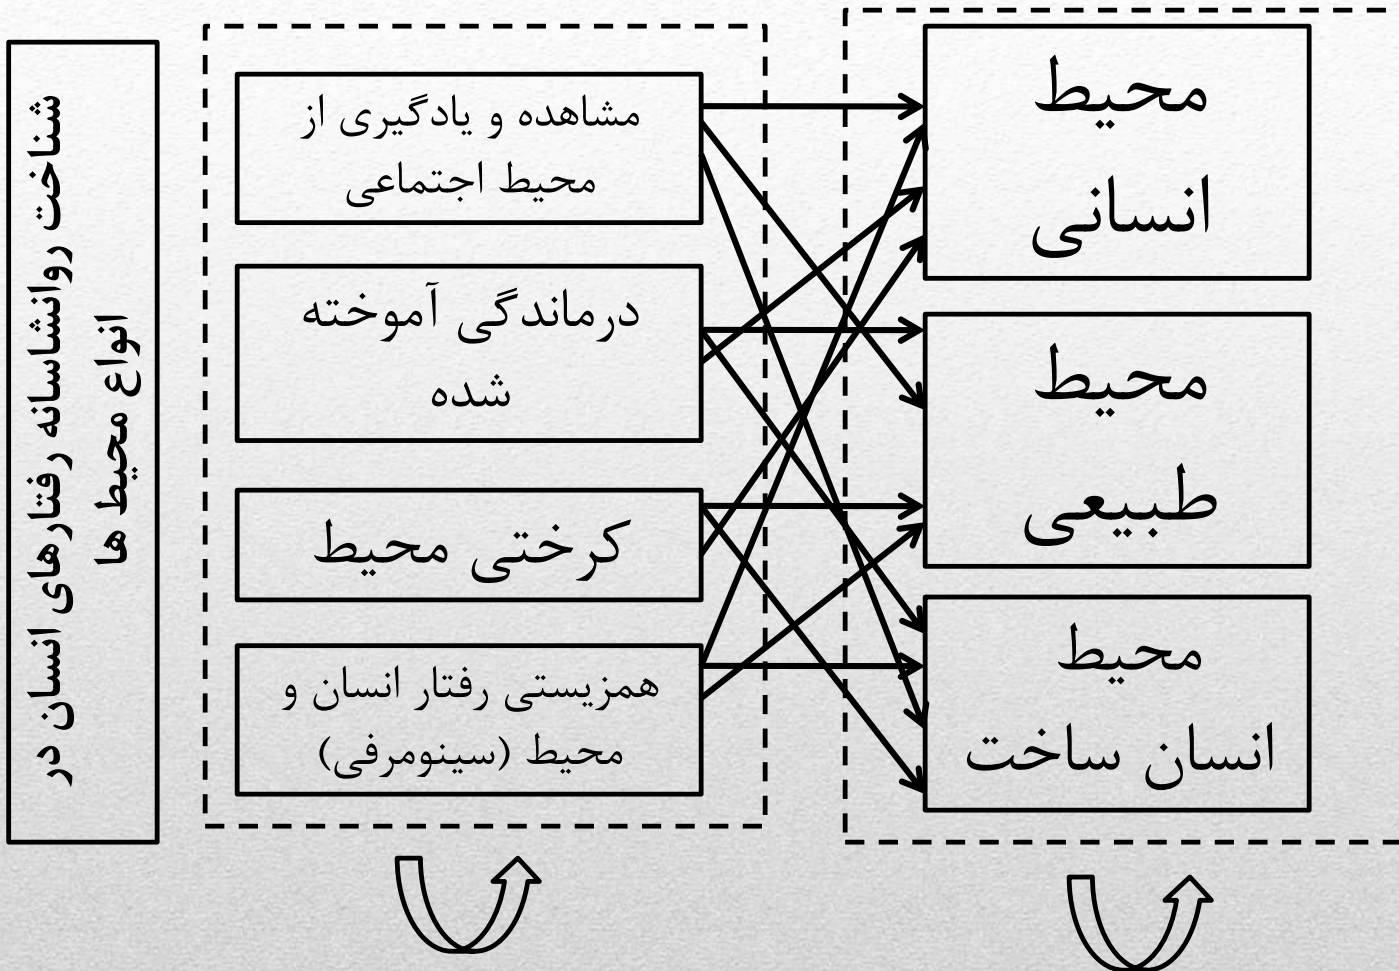 شناخت روانشاسانه رفتارهای انسان در
انواع محیط ها
مشاهده و یادگیری از
محیط اجتماعی
درماندگی آموخته
شده
کرختی محیط
همزیستی رفتار انسان و
محیط (سینومرفی)
محیط
انسانی
محیط
طبیعی
محیط
انسان ساخت